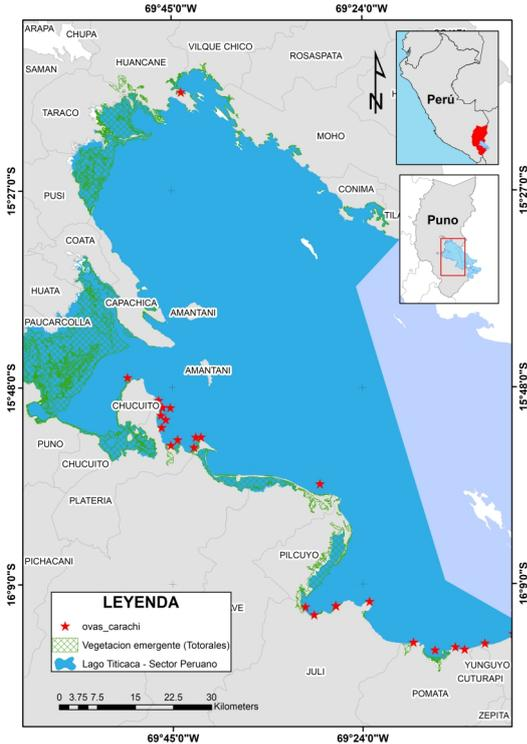 69°45'0"W 69°24'0"W
ARAPA
CHUPA
VILQUE CHICO
ROSASPATA
HUANCANE
SAMAN
N
Perú
TARACO
MOHO
15°27'0"S 15°27'0"S
CONIMA
PUSI
TILA
Puno
COATA
HUATA
CAPACHICA
AMANTANI
PAUCARCOLLA
AMANTANI
15°48'0"S 15°48'0"S
CHUCUITO
PUNO
CHUCUITO
PLATERIA
PILCUYO
PICHACANI
16°9'0"S 16°9'0"S
LEYENDA
ovas_carachi
Vegetacion emergente (Totorales)
Lago Titicaca - Sector Peruano
VE
JULI
YUNGUYO
CUTURAPI
POMATA
0 3.75 7.5 15 22.5 30
Kilometers
ZEPITA
69°45'0"W 69°24'0"W